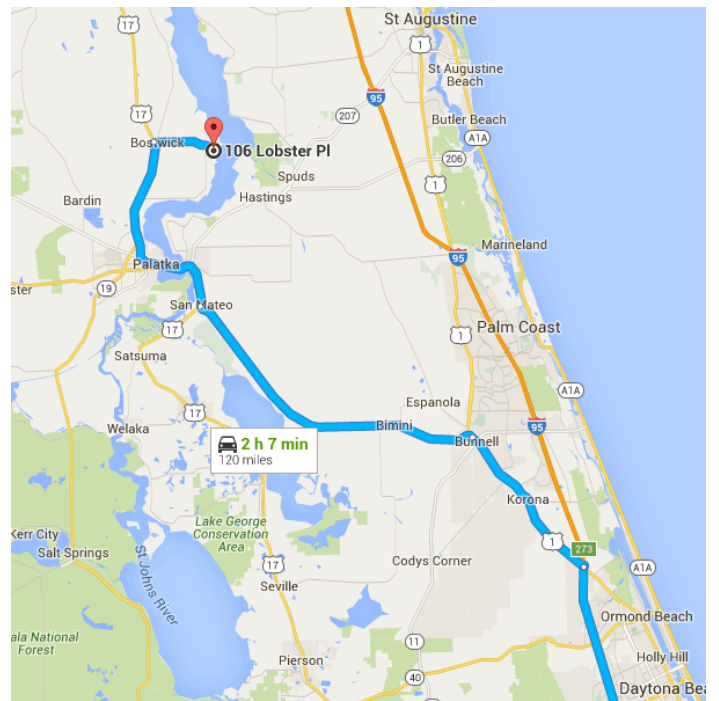 St Augustine
1
17
95
St Augustine
Beach
207
Butler Beach
17
A1A
Bostwick
106 Lobster Pl
206
Spuds
1
Bardin
Hastings
Marineland
95
Palatka
19
San Mateo
17
1
Palm Coast
Satsuma
A1A
Espanola
17
Welaka
Bimini
95
Bunnell
2 h 7 min
120 miles
Korona
Lake George
Conservation
Area
Kerr City
1
273
Salt Springs
Codys Corner
A1A
17
St Johns River
Seville
Ormond Beach
ala National
Forest
11
Holly Hill
Pierson
40
Daytona Bea